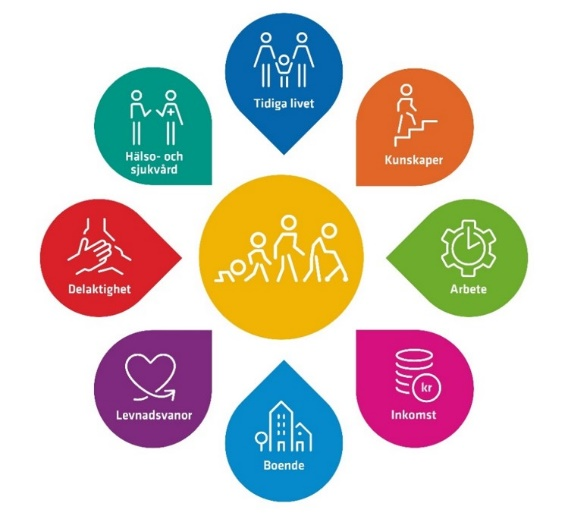 Tidiga livet
Kunskaper
Arbete
kr
Inkomst
Boende
Levnadsvanor
Delaktighet
Hälso- och
sjukvård